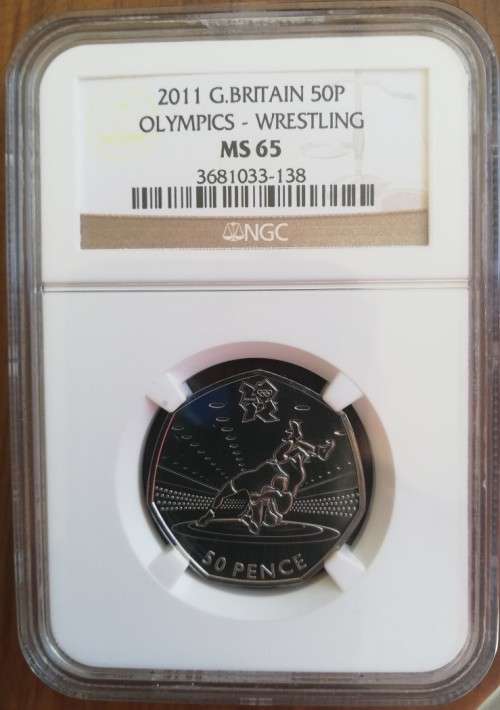 2011 G.BRITAIN 50P
OLYMPICS - WRESTLING
MS 65
3681033-138
NGC
50 PENCE